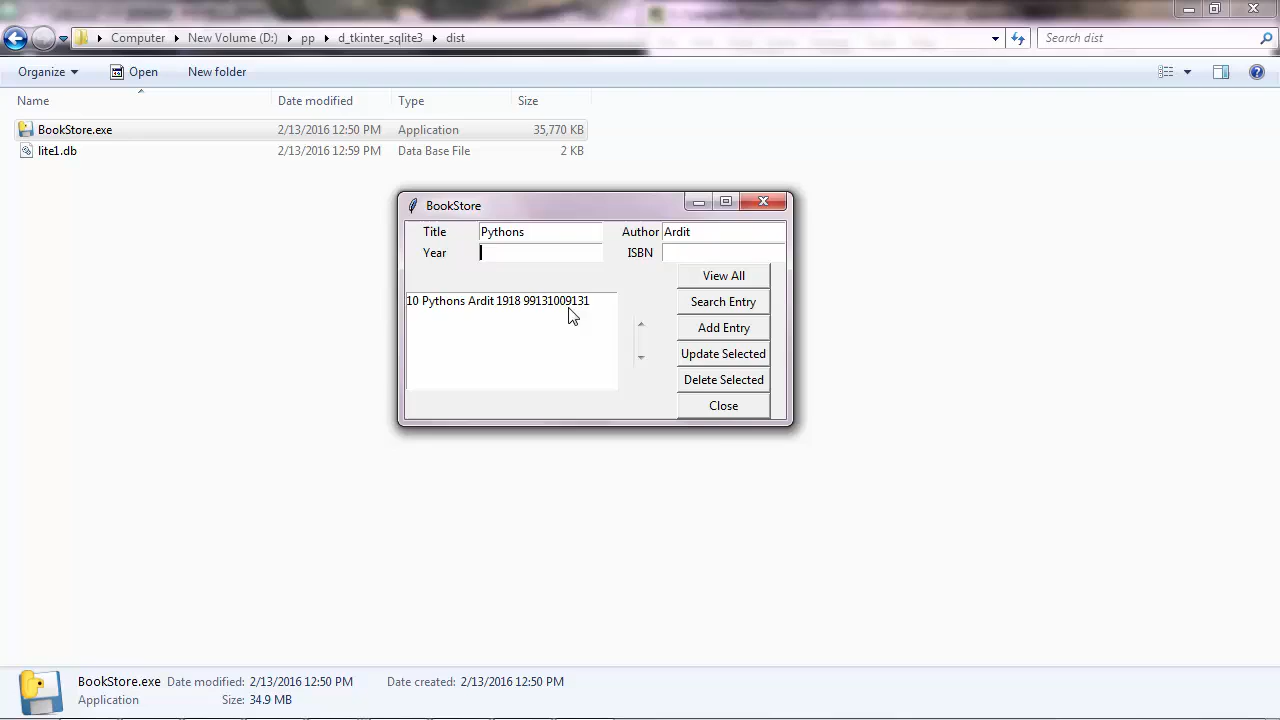 Computer New Volume (D:) pp d_tkinter_sqlite3 dist Search dist
Organize Open New folder
Name Date modified Type Size
BookStore.exe 2/13/2016 12:50 PM Application 35,770 KB
lite1.db 2/13/2016 12:59 PM Data Base File 2 KB
BookStore
Title Pythons Author Ardit
Year ISBN
View All
10 Pythons Ardit 1918 99131009131
Search Entry
Add Entry
Update Selected
Delete Selected
Close
BookStore.exe Date modified: 2/13/2016 12:50 PM Date created: 2/13/2016 12:50 PM
Application Size: 34.9 MB